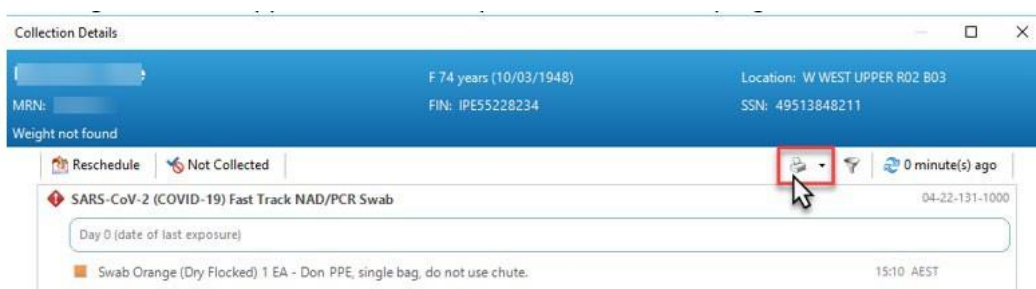 Collection Details
F 74 years (10/03/1948) Location: W WEST UPPER R02 B03
MRN: FIN: IPE55228234 SSN: 49513848211
Weight not found
Reschedule Not Collected 0 minute(s) ago
SARS-CoV-2 (COVID-19) Fast Track NAD/PCR Swab 04-22-131-1000
Day 0 (date of last exposure)
Swab Orange (Dry Flocked) 1 EA - Don PPE, single bag, do not use chute. 15:10 AEST